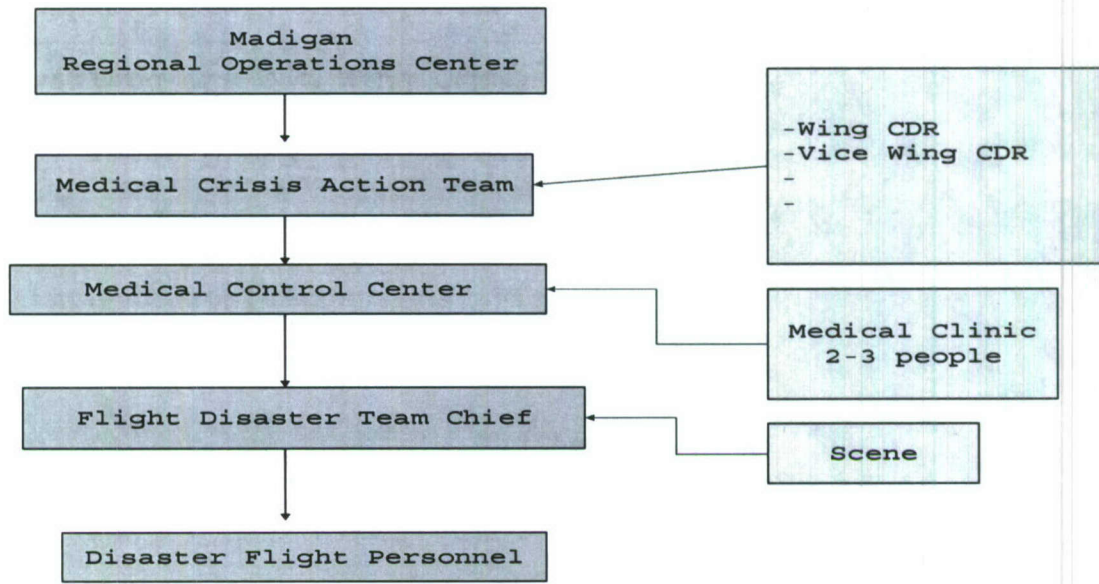 Madigan
Regional Operations Center
-Wing CDR
-Vice Wing CDR
-
-
Medical Crisis Action Team
Medical Control Center
Medical Clinic
2-3 people
Flight Disaster Team Chief
Scene
Disaster Flight Personnel